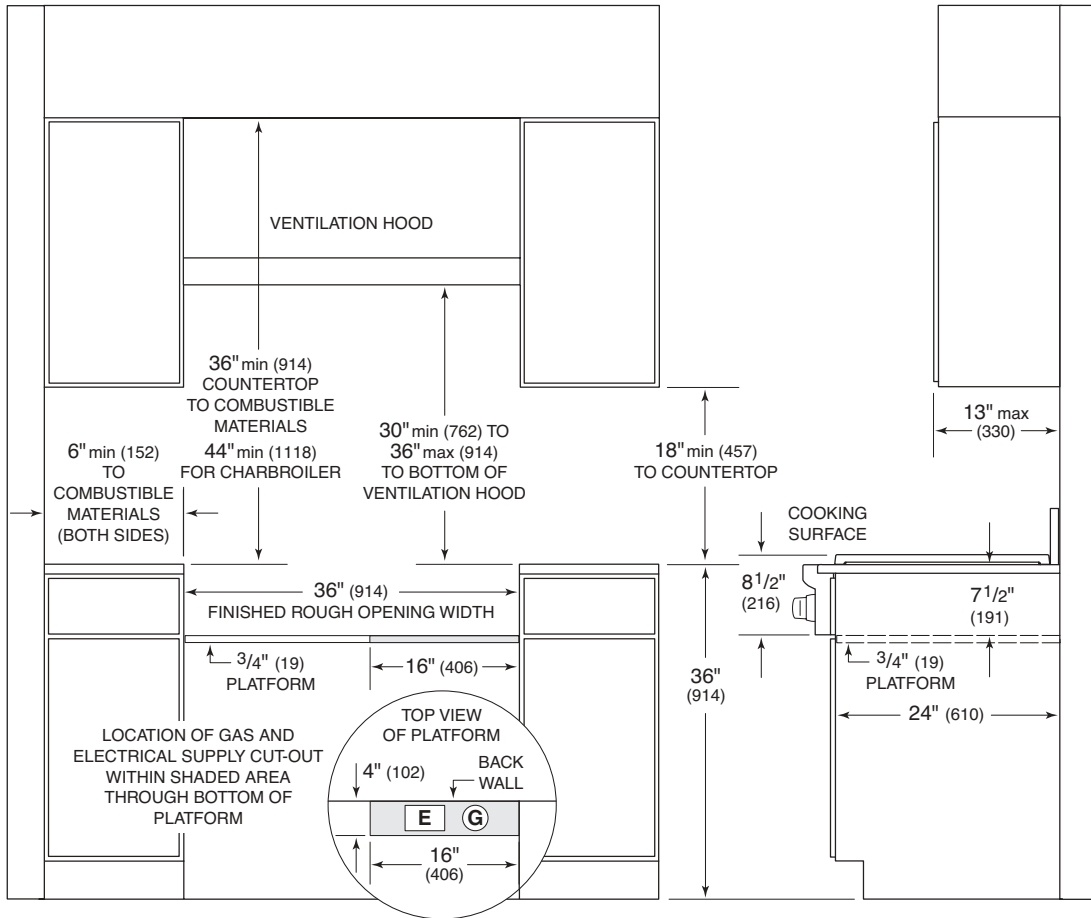 VENTILATION HOOD
36" min (914)
COUNTERTOP
TO COMBUSTIBLE
MATERIALS
44" min (1118)
FOR CHARBROILER
30" min (762) TO
36" max (914)
TO BOTTOM OF
VENTILATION HOOD
6" min (152)
TO
COMBUSTIBLE
MATERIALS
(BOTH SIDES)
18" min (457)
TO COUNTERTOP
13" max
(330)
COOKING
SURFACE
36" (914)
FINISHED ROUGH OPENING WIDTH
8 1/2"
(216)
7 1/2"
(191)
3/4" (19)
PLATFORM
16" (406)
36"
(914)
3/4" (19)
PLATFORM
24" (610)
LOCATION OF GAS AND
ELECTRICAL SUPPLY CUT-OUT
WITHIN SHADED AREA
THROUGH BOTTOM OF
PLATFORM
TOP VIEW
OF PLATFORM
4" (102)
BACK
WALL
E G
16"
(406)